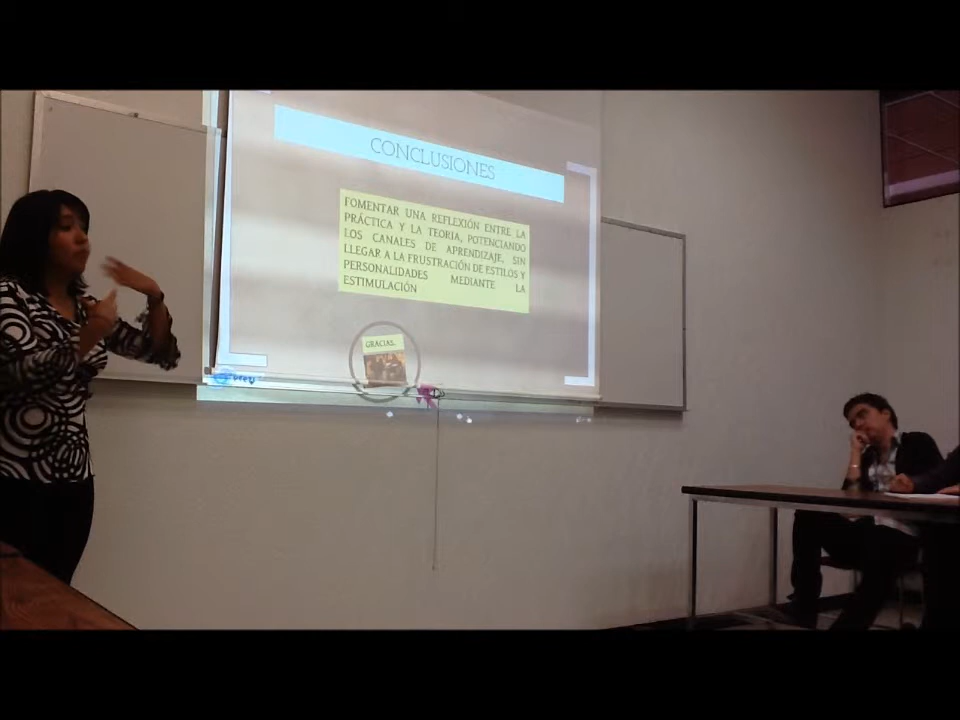 CONCLUSIONES
FOMENTAR UNA REFLEXIÓN ENTRE LA
PRÁCTICA Y LA TEORIA, POTENCIANDO
LOS CANALES DE APRENDIZAJE, SIN
LLEGAR A LA FRUSTRACIÓN DE ESTILOS Y
PERSONALIDADES MEDIANTE LA
ESTIMULACIÓN
GRACIAS..